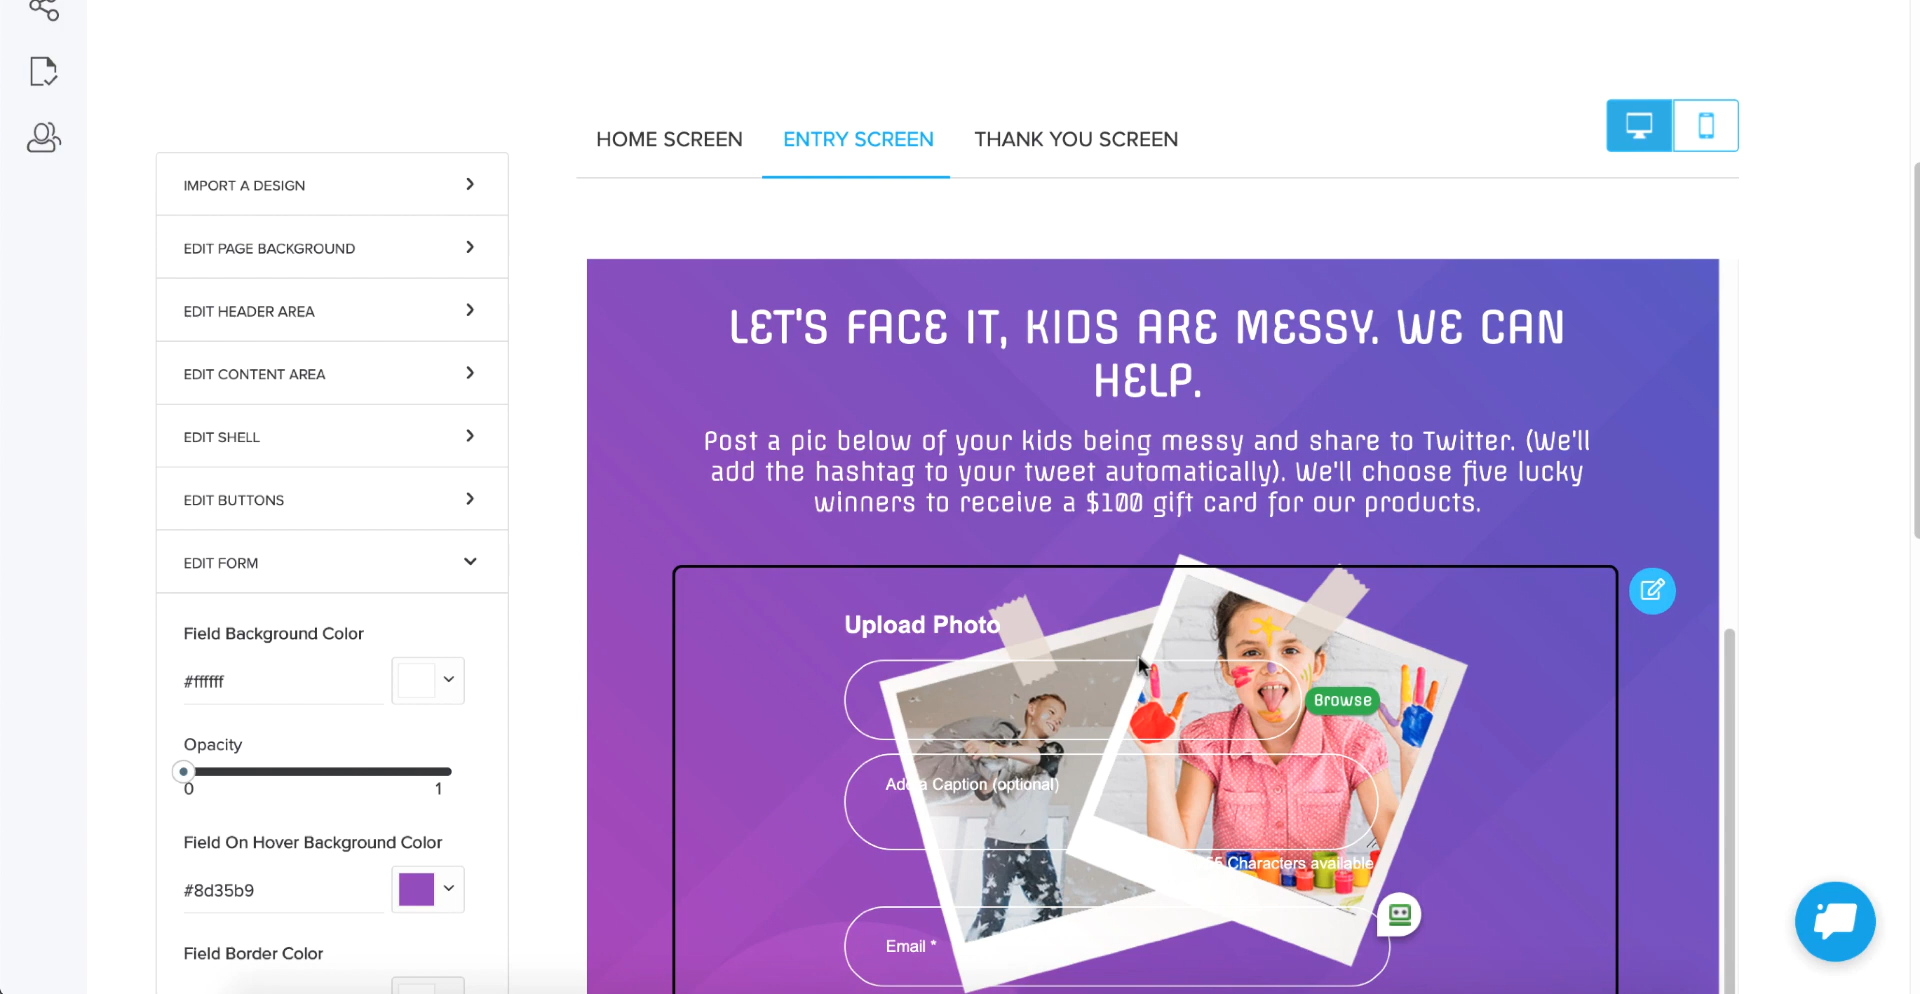 HOME SCREEN
ENTRY SCREEN
THANK YOU SCREEN
IMPORT A DESIGN
EDIT PAGE BACKGROUND
EDIT HEADER AREA
EDIT CONTENT AREA
EDIT SHELL
EDIT BUTTONS
EDIT FORM
Field Background Color
#ffffff
Opacity
0
1
Field On Hover Background Color
#8d35b9
Field Border Color
LET'S FACE IT, KIDS ARE MESSY. WE CAN
HELP.
Post a pic below of your kids being messy and share to Twitter. (We'll
add the hashtag to your tweet automatically). We'll choose five lucky
winners to receive a $100 gift card for our products.
Upload Photo
Browse
Add a Caption (optional)
Characters available
Email *